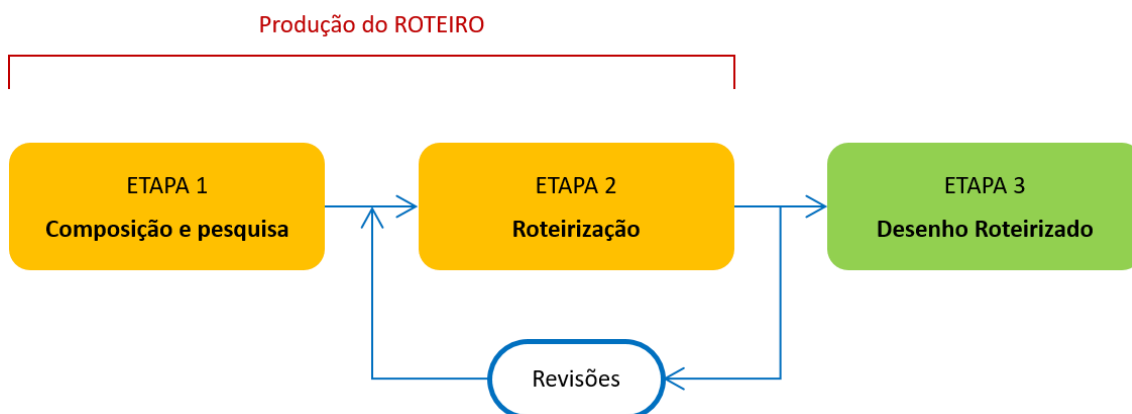 Produção do ROTEIRO
ETAPA 1
Composição e pesquisa
ETAPA 2
Roteirização
ETAPA 3
Desenho Roteirizado
Revisões